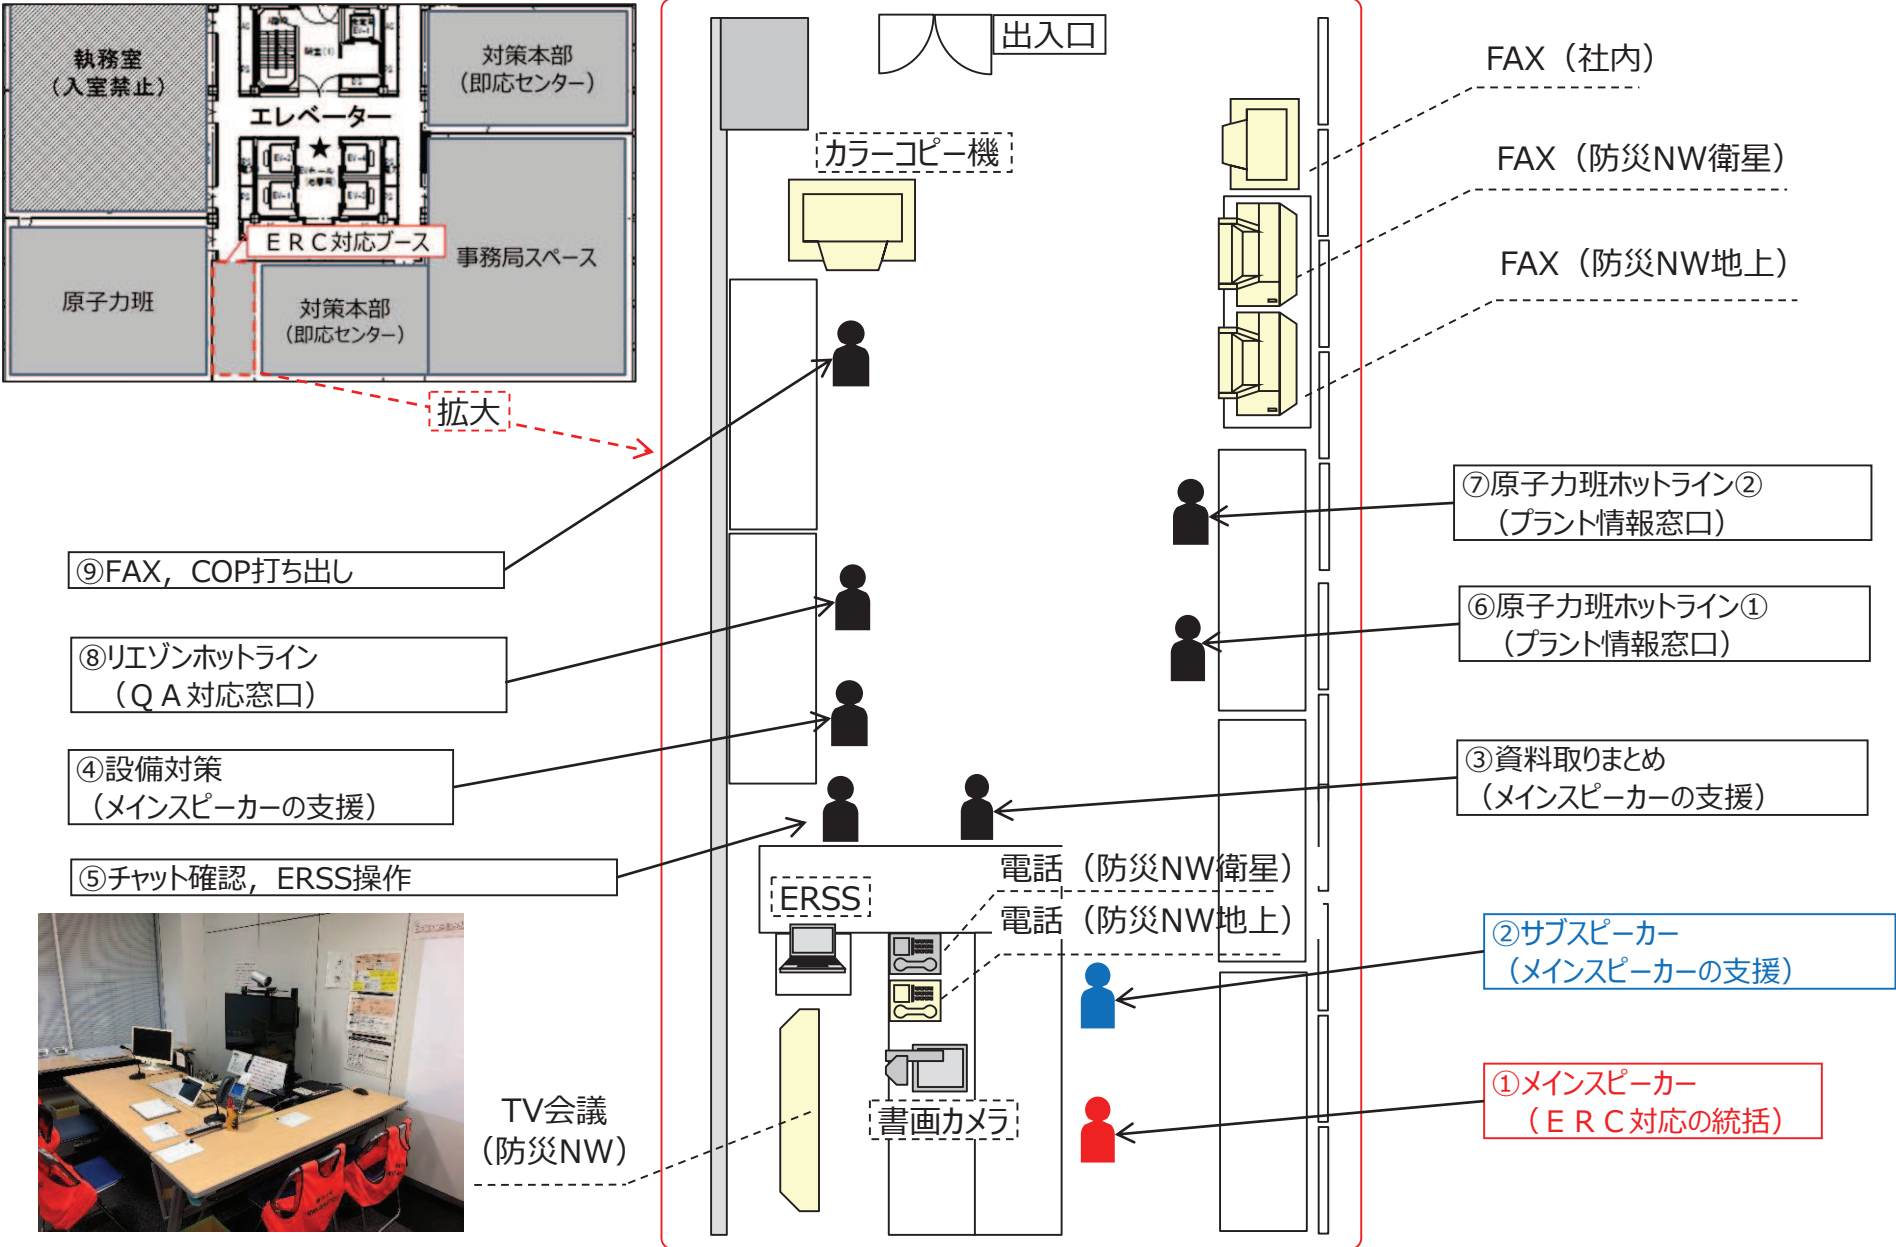 執務室
（入室禁止）
対策本部
（即応センター）
エレベーター
★
EV-2
EV-1
ＥＲＣ対応ブース
事務局スペース
原子力班
対策本部
（即応センター）
拡大
出入口
カラーコピー機
FAX（社内）
FAX（防災NW衛星）
FAX（防災NW地上）
⑦原子力班ホットライン②
（プラント情報窓口）
⑨FAX，COP打ち出し
⑥原子力班ホットライン①
（プラント情報窓口）
⑧リエゾンホットライン
（ＱＡ対応窓口）
④設備対策
（メインスピーカーの支援）
③資料取りまとめ
（メインスピーカーの支援）
⑤チャット確認，ERSS操作
電話（防災NW衛星）
ERSS
電話（防災NW地上）
②サブスピーカー
（メインスピーカーの支援）
①メインスピーカー
（ＥＲＣ対応の統括）
書画カメラ
TV会議
（防災NW）